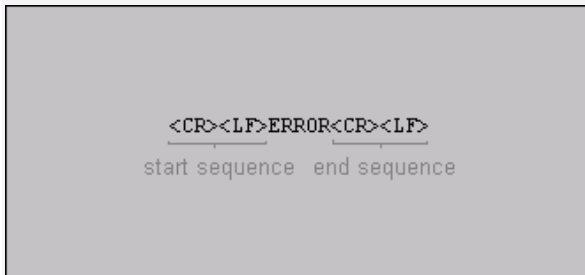 <CR><LF>ERROR<CR><LF>
start sequence end sequence